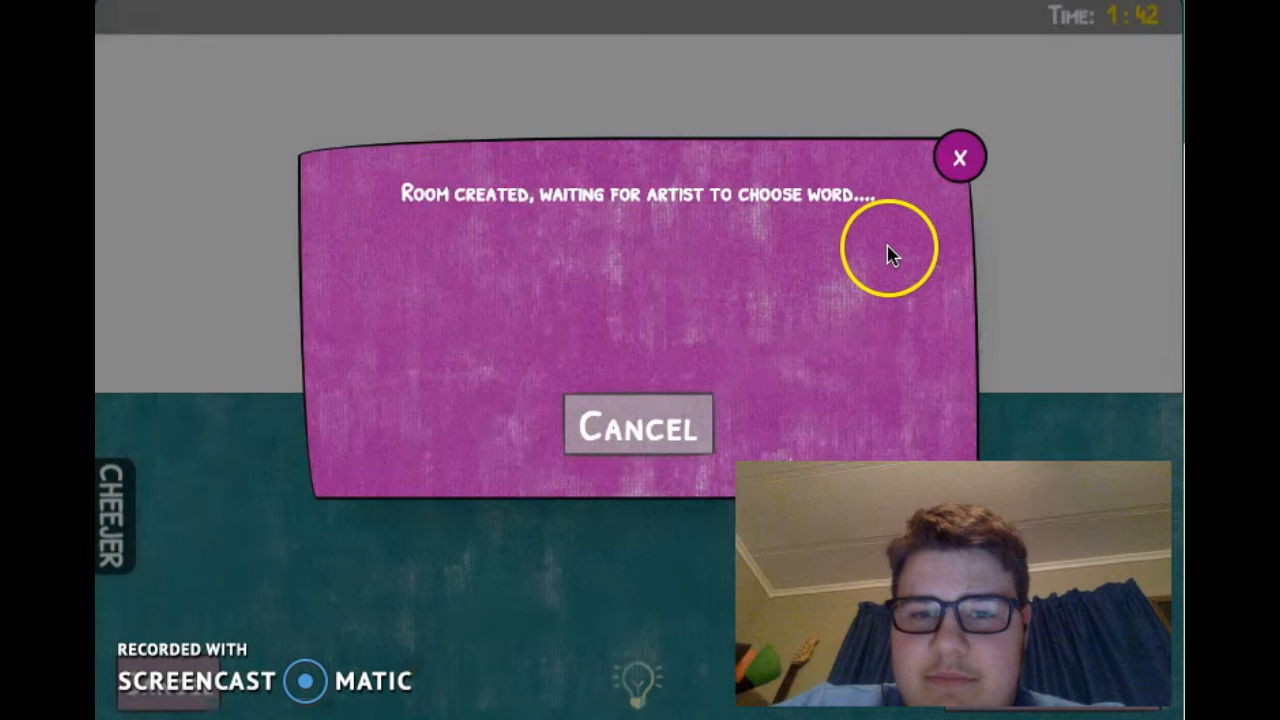 TIME: 1:42
X
ROOM CREATED, WAITING FOR ARTIST TO CHOOSE WORD....
CANCEL
CHEEJER
RECORDED WITH
SCREENCAST MATIC